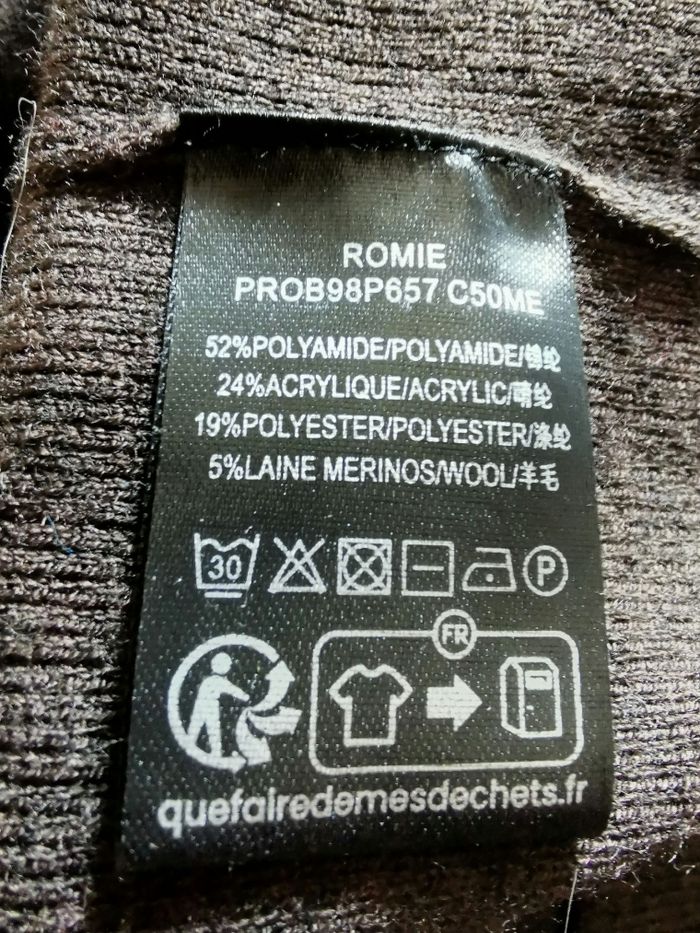 ROMIE
PROB98P657 C50ME
52%POLYAMIDE/POLYAMIDE/锦纶
24%ACRYLIQUE/ACRYLIC/腈纶
19%POLYESTER/POLYESTER/涤纶
5%LAINE MERINOS/WOOL/羊毛
30
P
FR
quefairedemesdechets.fr